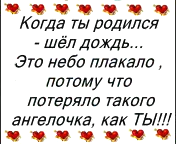 Когда ты родился
- шёл дождь...
Это небо плакало ,
потому что
потеряло такого
ангелочка, как ТЫ!!!